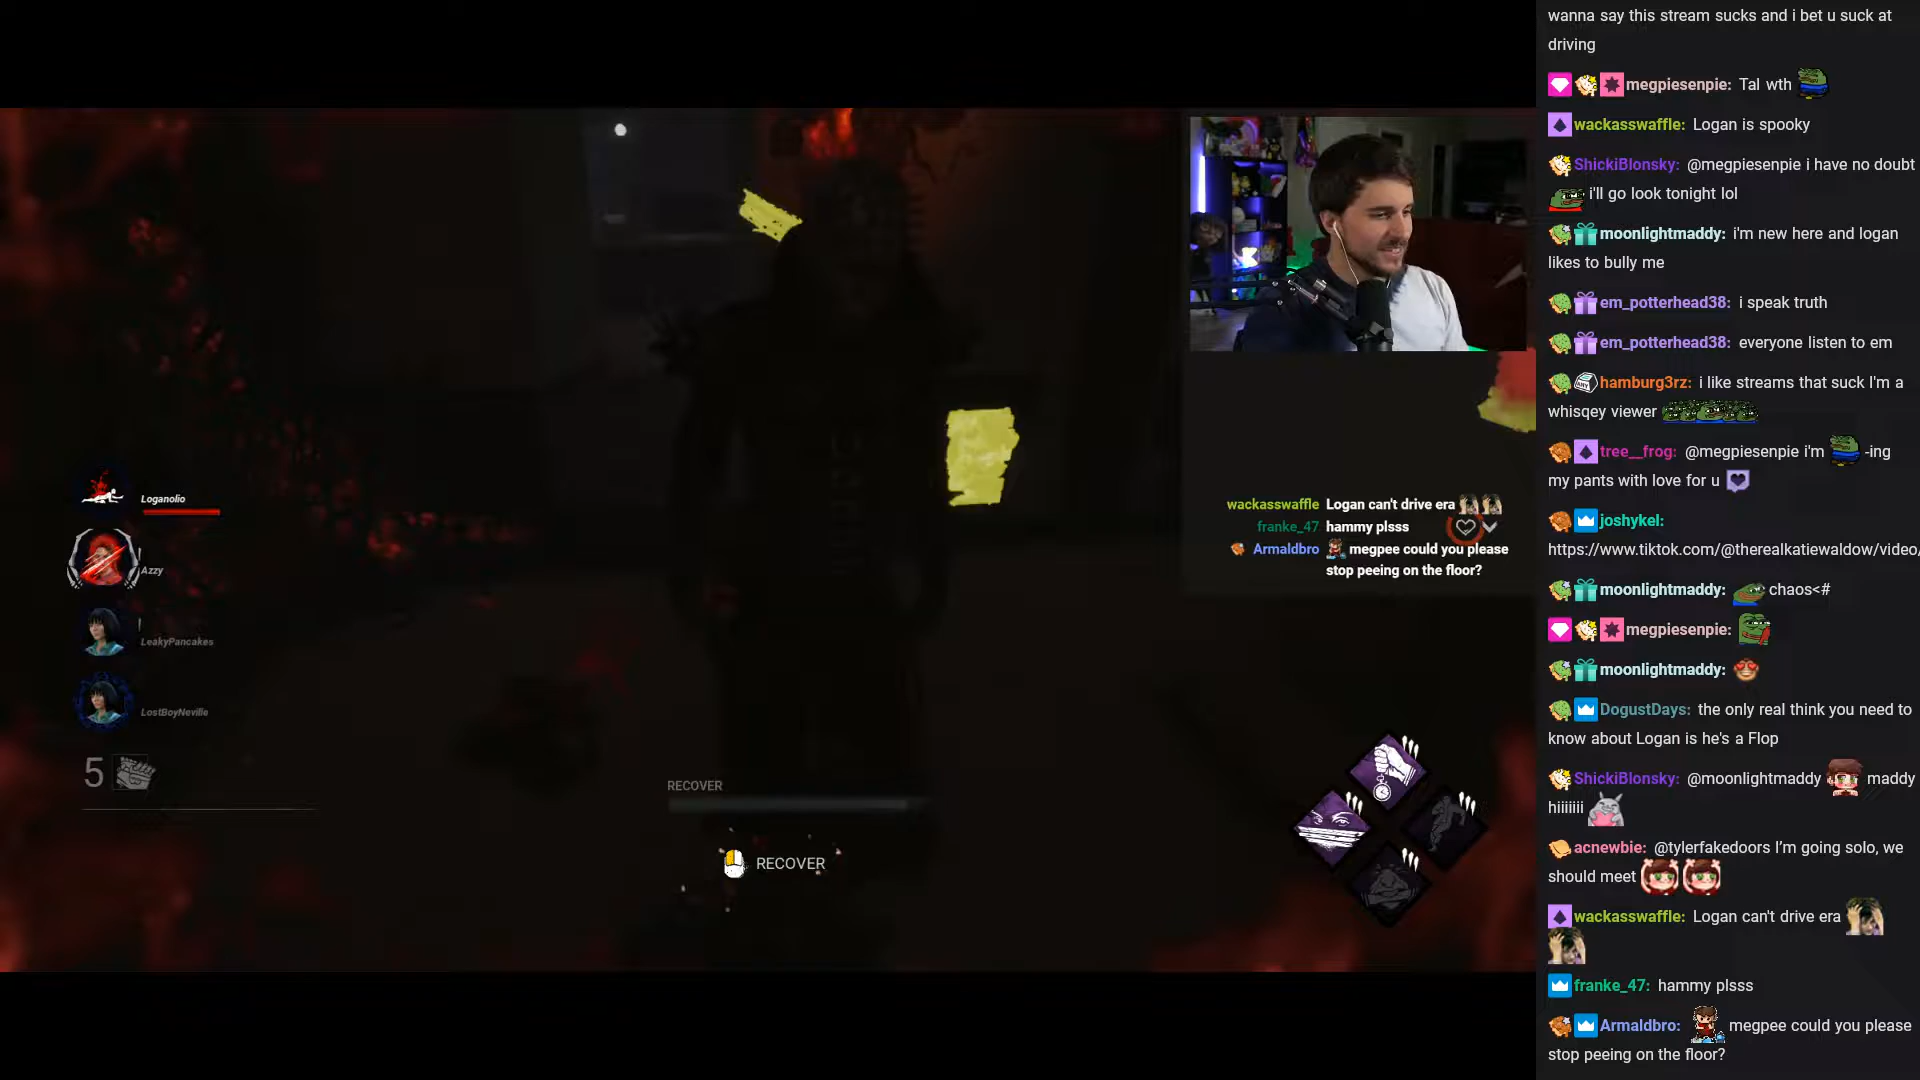 Loganolio
Azzy
LeakyPancakes
LostBoyNeville
5
RECOVER
RECOVER
wackasswaffle Logan can't drive era
franke_47 hammy plsss
Armaldbro megpee could you please
stop peeing on the floor?
wanna say this stream sucks and i bet u suck at
driving
megpiesenpie: Tal wth
wackasswaffle: Logan is spooky
ShickiBlonsky: @megpiesenpie i have no doubt
i'll go look tonight lol
moonlightmaddy: i'm new here and logan
likes to bully me
em_potterhead38: i speak truth
em_potterhead38: everyone listen to em
hamburg3rz: i like streams that suck I'm a
whisqey viewer
tree__frog: @megpiesenpie i'm -ing
my pants with love for u
joshykel:
https://www.tiktok.com/@therealkatiewaldow/video/
moonlightmaddy: chaos<#
megpiesenpie:
moonlightmaddy:
DogustDays: the only real think you need to
know about Logan is he's a Flop
ShickiBlonsky: @moonlightmaddy maddy
hiiiiiii
acnewbie: @tylerfakedoors I’m going solo, we
should meet
wackasswaffle: Logan can't drive era
franke_47: hammy plsss
Armaldbro: megpee could you please
stop peeing on the floor?